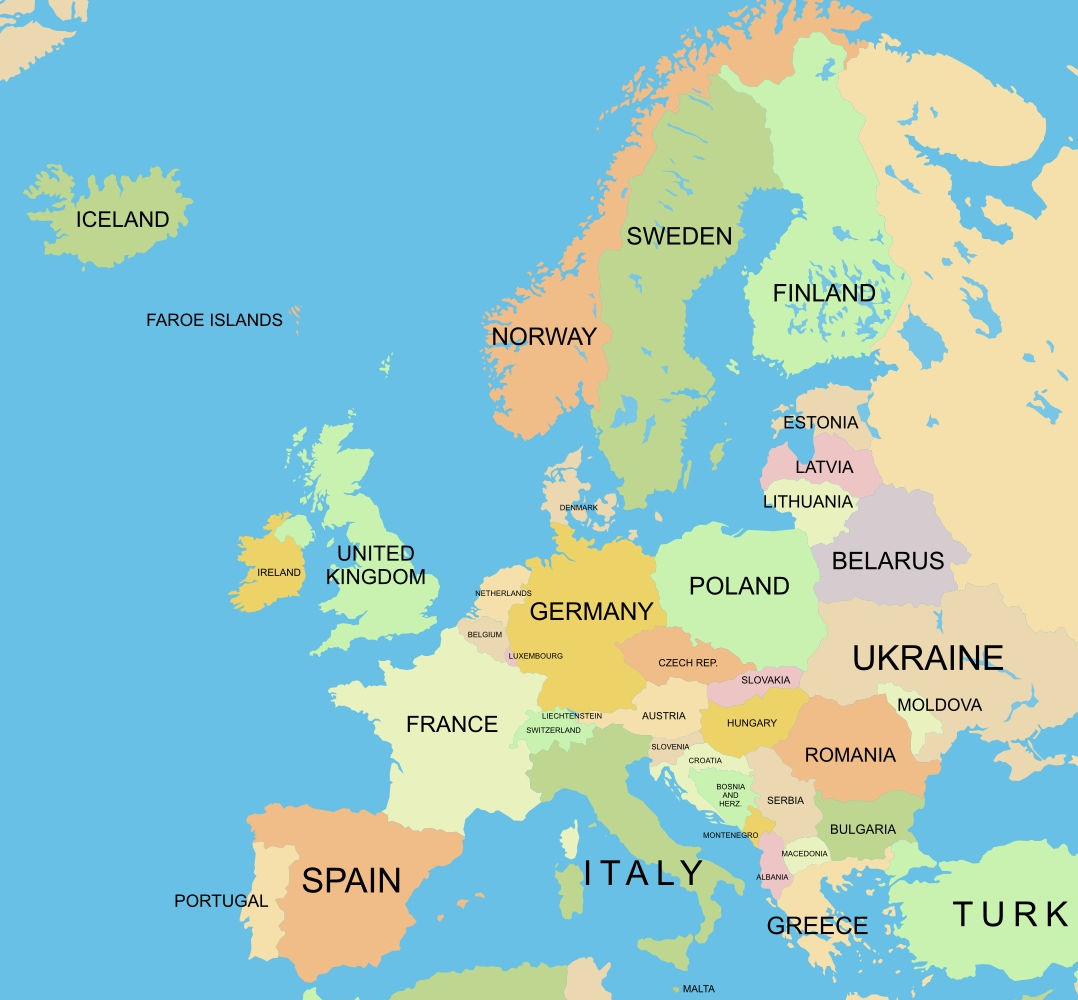 ICELAND
SWEDEN
FINLAND
FAROE ISLANDS
NORWAY
ESTONIA
LATVIA
LITHUANIA
DENMARK
UNITED
KINGDOM
BELARUS
IRELAND
POLAND
NETHERLANDS
GERMANY
BELGIUM
LUXEMBOURG
CZECH REP.
UKRAINE
SLOVAKIA
MOLDOVA
LIECHTENSTEIN
AUSTRIA
FRANCE
SWITZERLAND
HUNGARY
SLOVENIA
ROMANIA
CROATIA
BOSNIA
AND
HERZ.
SERBIA
BULGARIA
MONTENEGRO
MACEDONIA
ITALY
ALBANIA
SPAIN
PORTUGAL
GREECE
TURK
MALTA